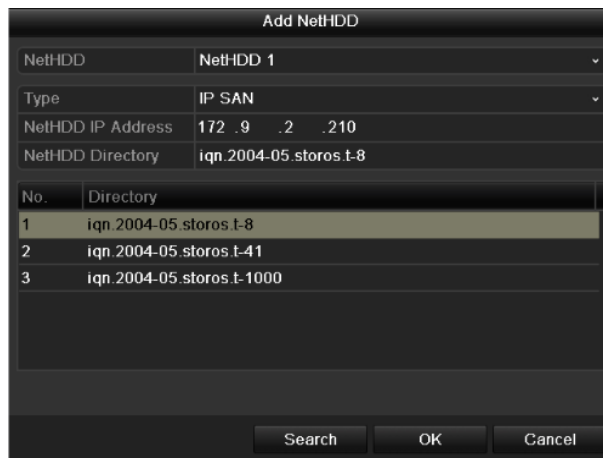 Add NetHDD
NetHDD NetHDD 1
Type IP SAN
NetHDD IP Address 172 .9 .2 .210
NetHDD Directory iqn.2004-05.storos.t-8
No. Directory
1 iqn.2004-05.storos.t-8
2 iqn.2004-05.storos.t-41
3 iqn.2004-05.storos.t-1000
Search OK Cancel